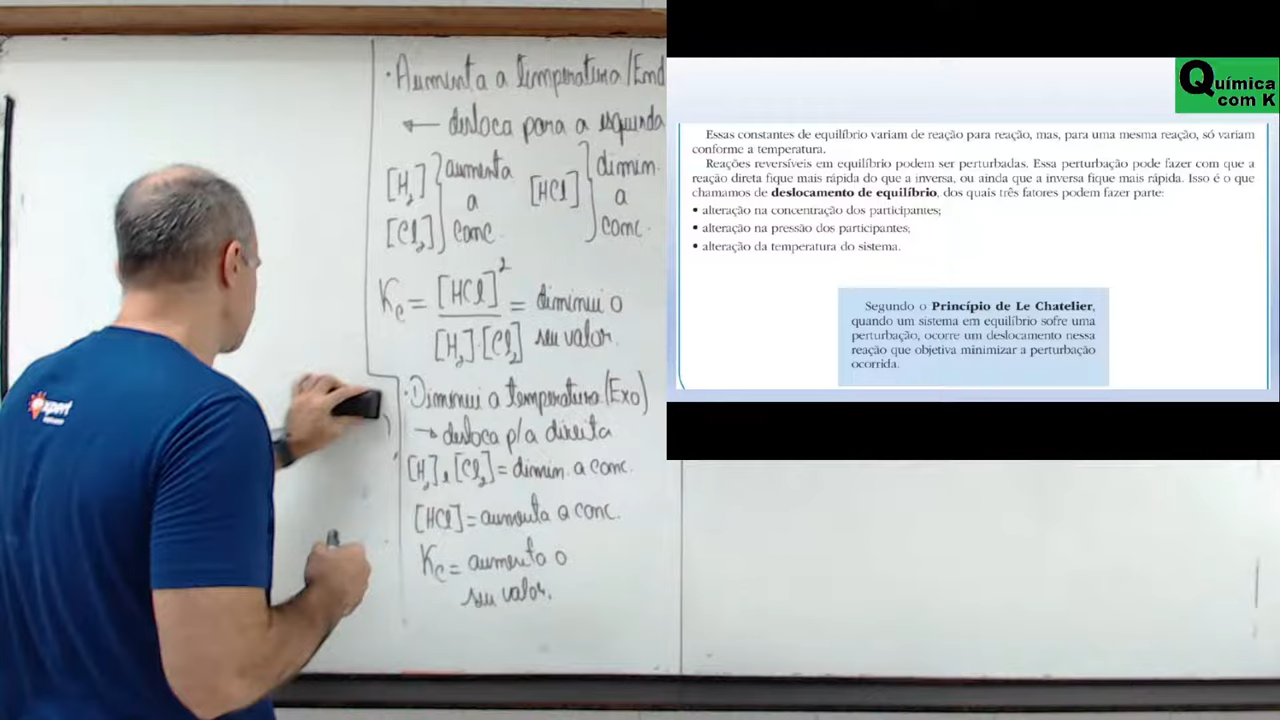 • Aumenta a temperatura/End
← desloca para a esquerda
[H₂] } aumenta
[Cl₂] a
conc.
[HCl] } dimin.
a
conc.
Kc = [HCl]² / [H₂]·[Cl₂] = diminui o
seu valor.
• Diminui a temperatura (Exo)
→ desloca p/a direita
[H₂] e [Cl₂] = dimin. a conc.
[HCl] = aumenta a conc.
Kc = aumenta o
seu valor.
xpert
Química
com K
Essas constantes de equilíbrio variam de reação para reação, mas, para uma mesma reação, só variam
conforme a temperatura.
Reações reversíveis em equilíbrio podem ser perturbadas. Essa perturbação pode fazer com que a
reação direta fique mais rápida do que a inversa, ou ainda que a inversa fique mais rápida. Isso é o que
chamamos de deslocamento de equilíbrio, dos quais três fatores podem fazer parte:
• alteração na concentração dos participantes;
• alteração na pressão dos participantes;
• alteração da temperatura do sistema.
Segundo o Princípio de Le Chatelier,
quando um sistema em equilíbrio sofre uma
perturbação, ocorre um deslocamento nessa
reação que objetiva minimizar a perturbação
ocorrida.